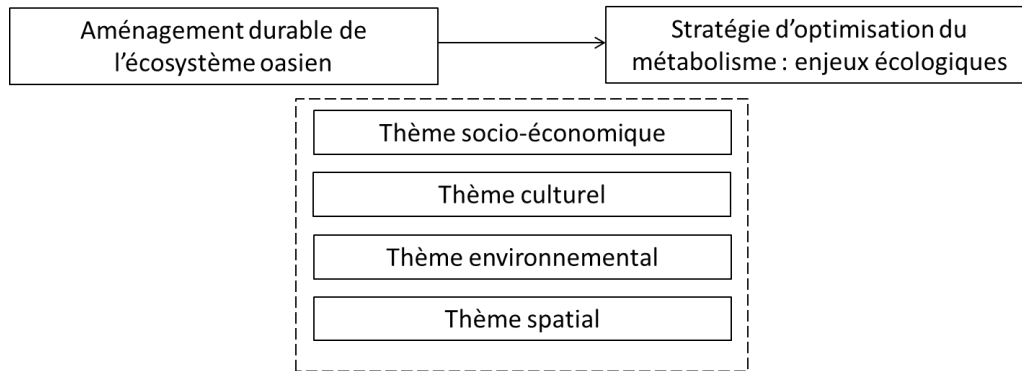 Aménagement durable de
l’écosystème oasien
Stratégie d’optimisation du
métabolisme : enjeux écologiques
Thème socio-économique
Thème culturel
Thème environnemental
Thème spatial